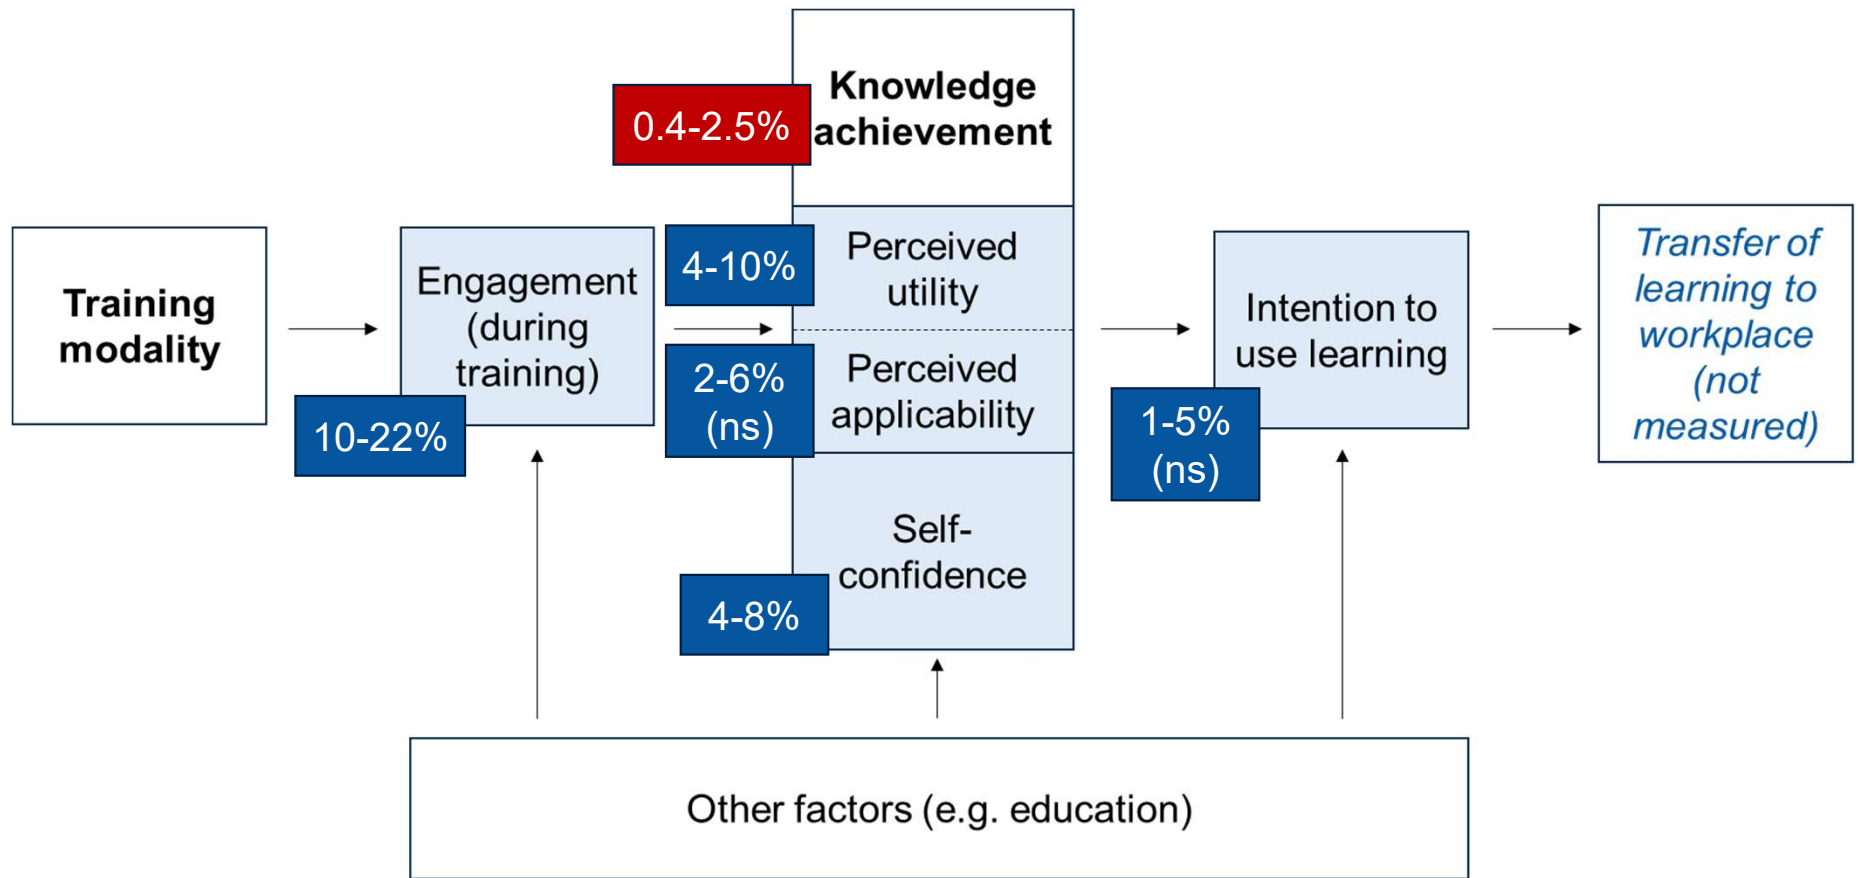 Training
modality
10-22%
Engagement
(during
training)
0.4-2.5%
Knowledge
achievement
4-10%
Perceived
utility
2-6%
(ns)
Perceived
applicability
4-8%
Self-
confidence
1-5%
(ns)
Intention to
use learning
Transfer of
learning to
workplace
(not
measured)
Other factors (e.g. education)